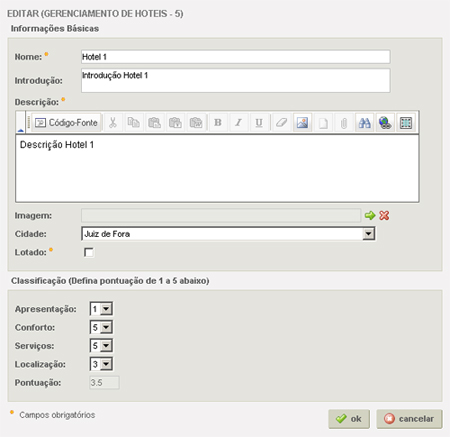 EDITAR (GERENCIAMENTO DE HOTEIS - 5)
Informações Básicas
Nome: Hotel 1
Introdução: Introdução Hotel 1
Descrição:
Código-Fonte B I U
Descrição Hotel 1
Imagem:
Cidade: Juiz de Fora
Lotado:
Classificação (Defina pontuação de 1 a 5 abaixo)
Apresentação: 1
Conforto: 5
Serviços: 5
Localização: 3
Pontuação: 3.5
Campos obrigatórios
ok cancelar